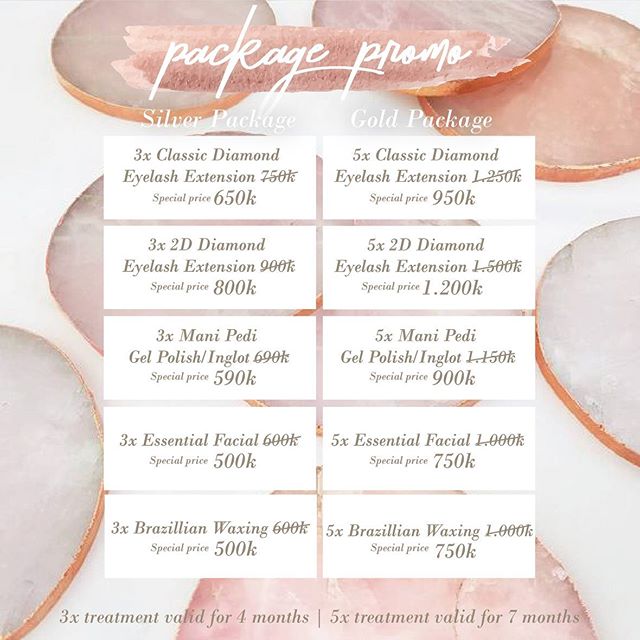 package promo
Silver Package
3x Classic Diamond
Eyelash Extension 750k
Special price 650k
3x 2D Diamond
Eyelash Extension 900k
Special price 800k
3x Mani Pedi
Gel Polish/Inglot 690k
Special price 590k
3x Essential Facial 600k
Special price 500k
3x Brazillian Waxing 600k
Special price 500k
Gold Package
5x Classic Diamond
Eyelash Extension 1.250k
Special price 950k
5x 2D Diamond
Eyelash Extension 1.500k
Special price 1.200k
5x Mani Pedi
Gel Polish/Inglot 1.150k
Special price 900k
5x Essential Facial 1.000k
Special price 750k
5x Brazillian Waxing 1.000k
Special price 750k
3x treatment valid for 4 months | 5x treatment valid for 7 months